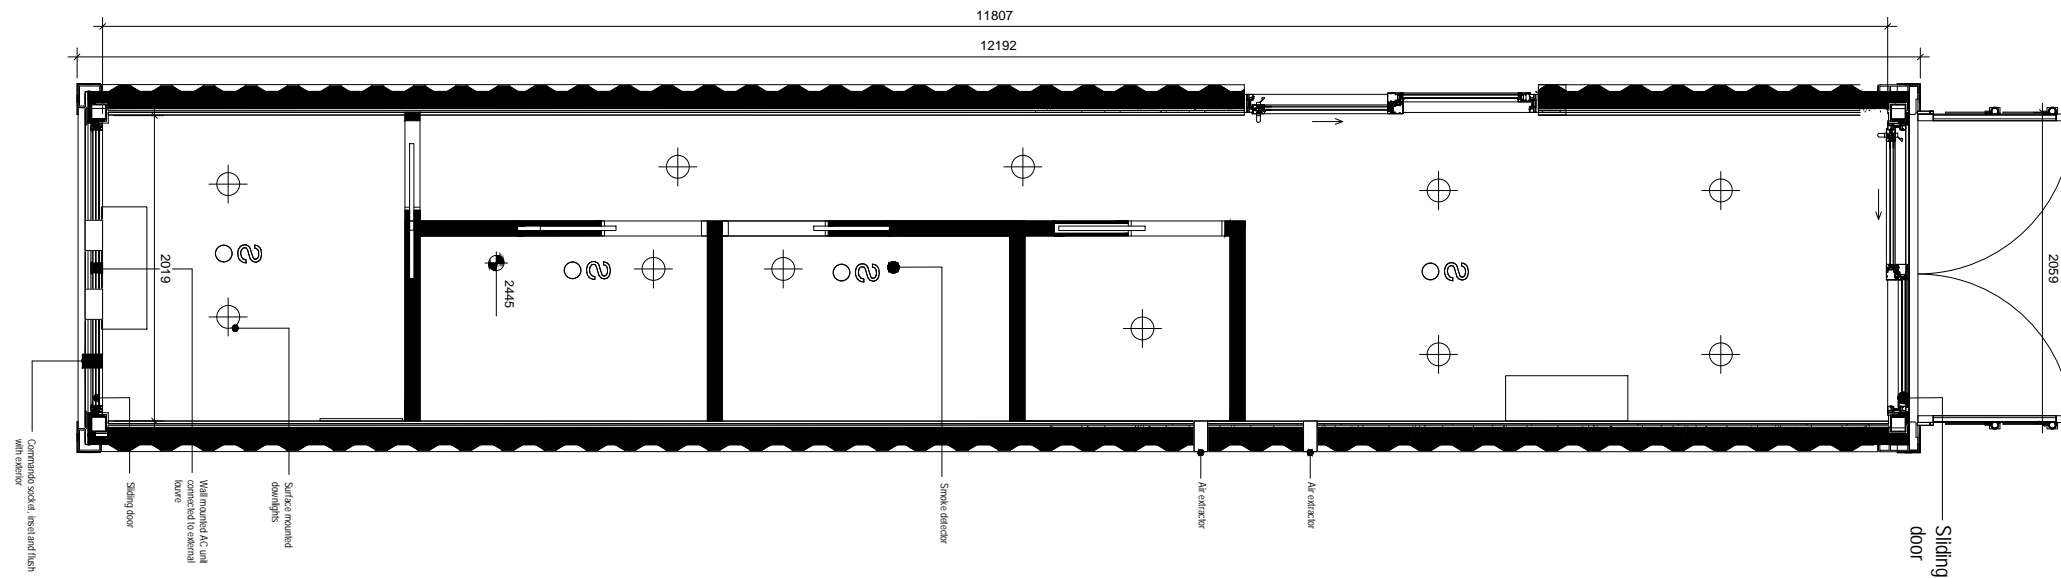 11807
12192
2019
2445
2059
S
S
S
S
Commando socket, inset and flush
with exterior
Sliding door
Wall mounted AC unit
connected to external
louvre
Surface mounted
downlights
Smoke detector
Air extractor
Air extractor
Sliding
door